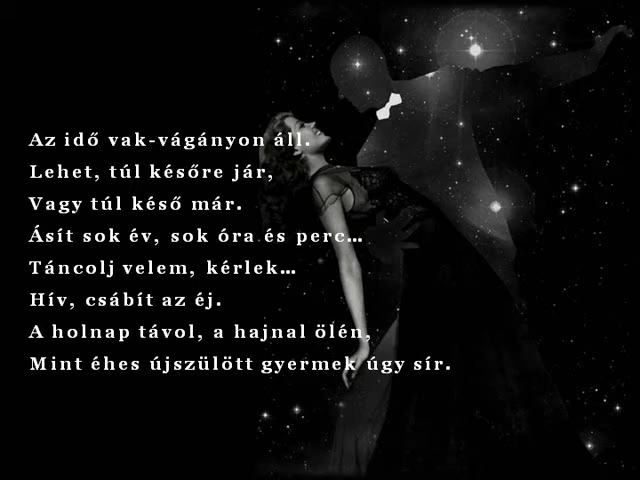 Az idő vak-vágányon áll.
Lehet, túl későre jár,
Vagy túl késő már.
Ásít sok év, sok óra és perc...
Táncolj velem, kérlek...
Hív, csábít az éj.
A holnap távol, a hajnal ölén,
Mint éhes újszülött gyermek úgy sír.